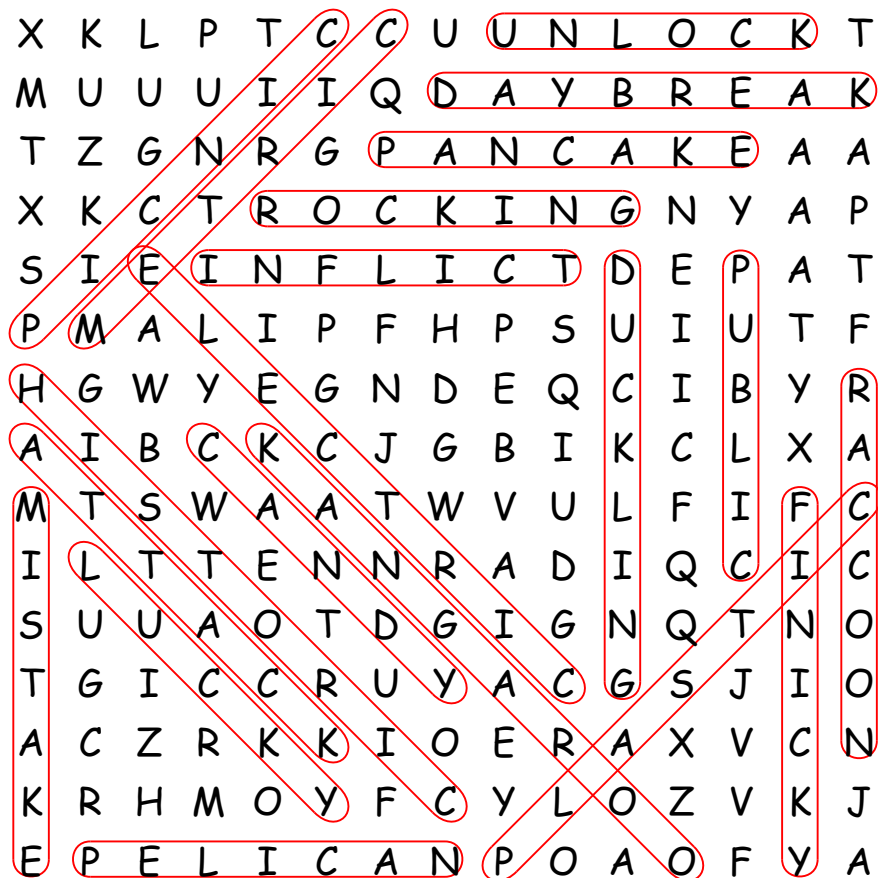 X K L P T C C U U N L O C K T
M U U U I I Q D A Y B R E A K
T Z G N R G P A N C A K E A A
X K C T R O C K I N G N Y A P
S I E I N F L I C T D E P A T
P M A L I P F H P S U I U T F
H G W Y E G N D E Q C I B Y R
A I B C K C J G B I K C L X A
M T S W A A T W V U L F I F C
I L T T E N N R A D I Q C I C
S U U A O T D G I G N Q T N O
T G I C C R U Y A C G S J I O
A C Z R K K I O E R A X V C N
K R H M O Y F C Y L O Z V K J
E P E L I C A N P O A O F Y A